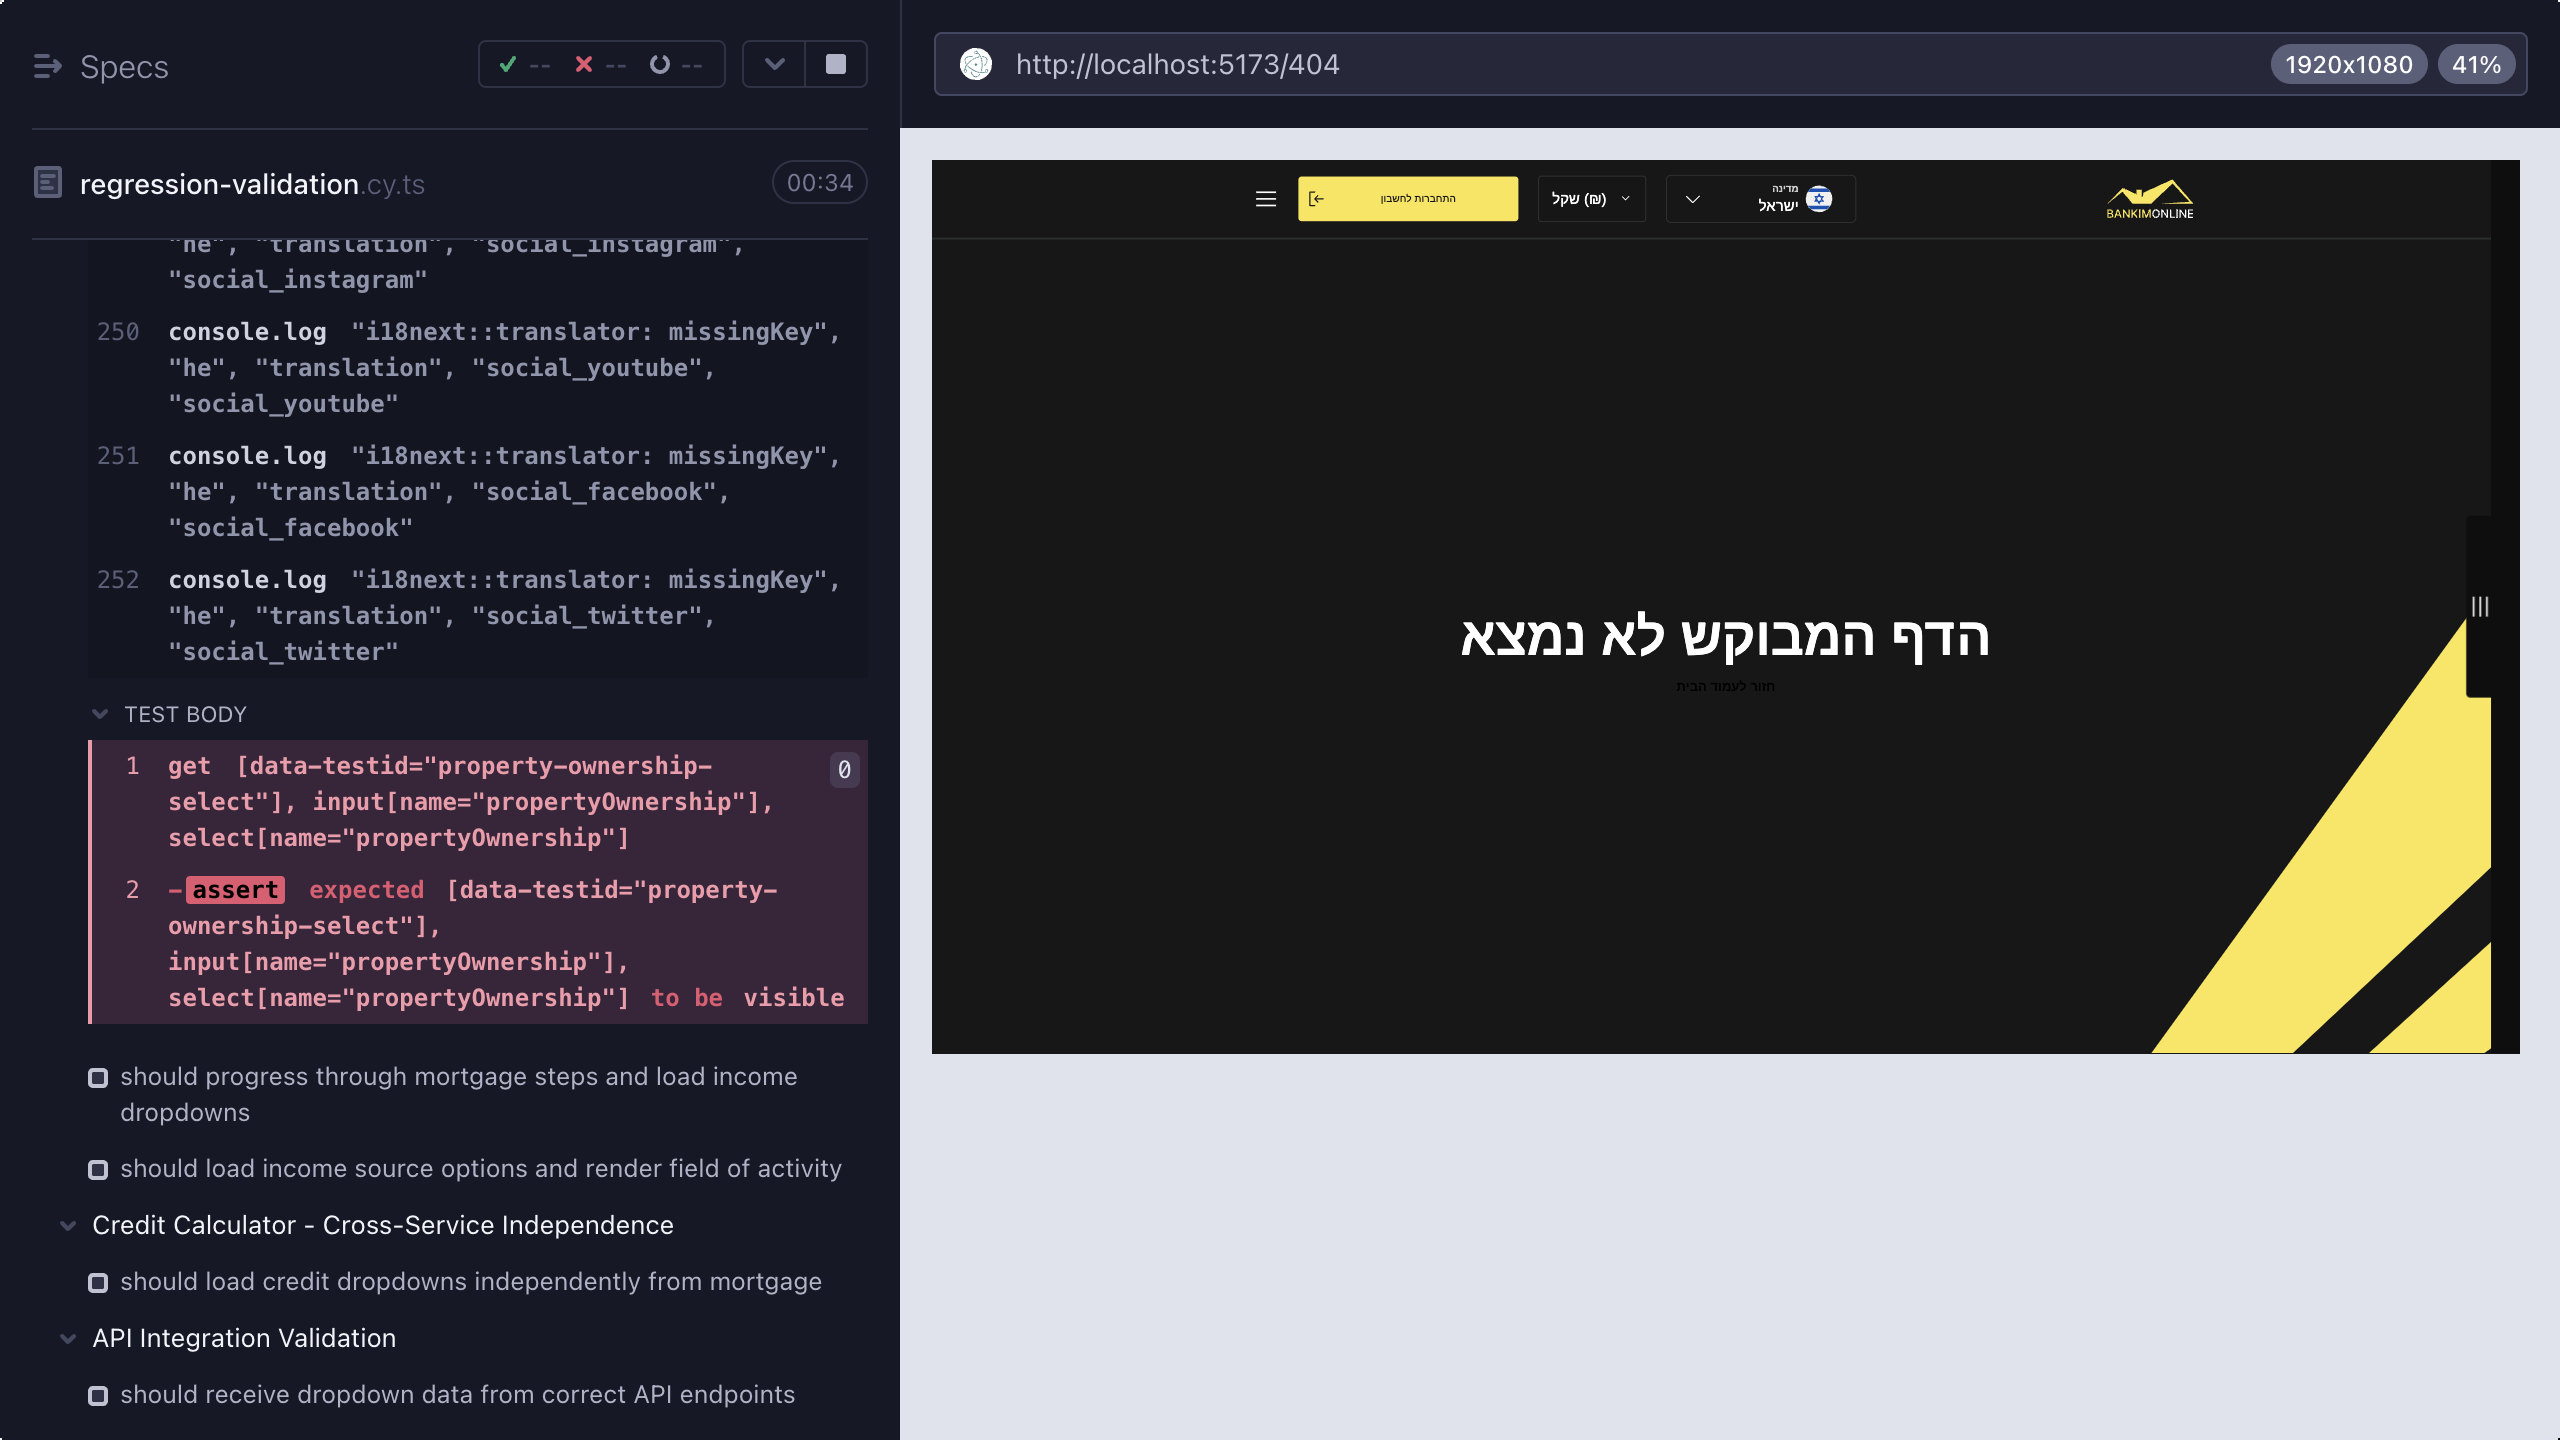 Specs
-- -- --
regression-validation.cy.ts
00:34
"he", "translation", "social_instagram",
"social_instagram"
250 console.log "i18next::translator: missingKey",
"he", "translation", "social_youtube",
"social_youtube"
251 console.log "i18next::translator: missingKey",
"he", "translation", "social_facebook",
"social_facebook"
252 console.log "i18next::translator: missingKey",
"he", "translation", "social_twitter",
"social_twitter"
TEST BODY
1 get [data-testid="property-ownership-
select"], input[name="propertyOwnership"],
select[name="propertyOwnership"]
0
2 -assert expected [data-testid="property-
ownership-select"],
input[name="propertyOwnership"],
select[name="propertyOwnership"] to be visible
should progress through mortgage steps and load income
dropdowns
should load income source options and render field of activity
Credit Calculator - Cross-Service Independence
should load credit dropdowns independently from mortgage
API Integration Validation
should receive dropdown data from correct API endpoints
http://localhost:5173/404
1920x1080
41%
התחברות לחשבון
שקל (₪)
מדינה
ישראל
BANKIMONLINE
הדף המבוקש לא נמצא
חזור לעמוד הבית